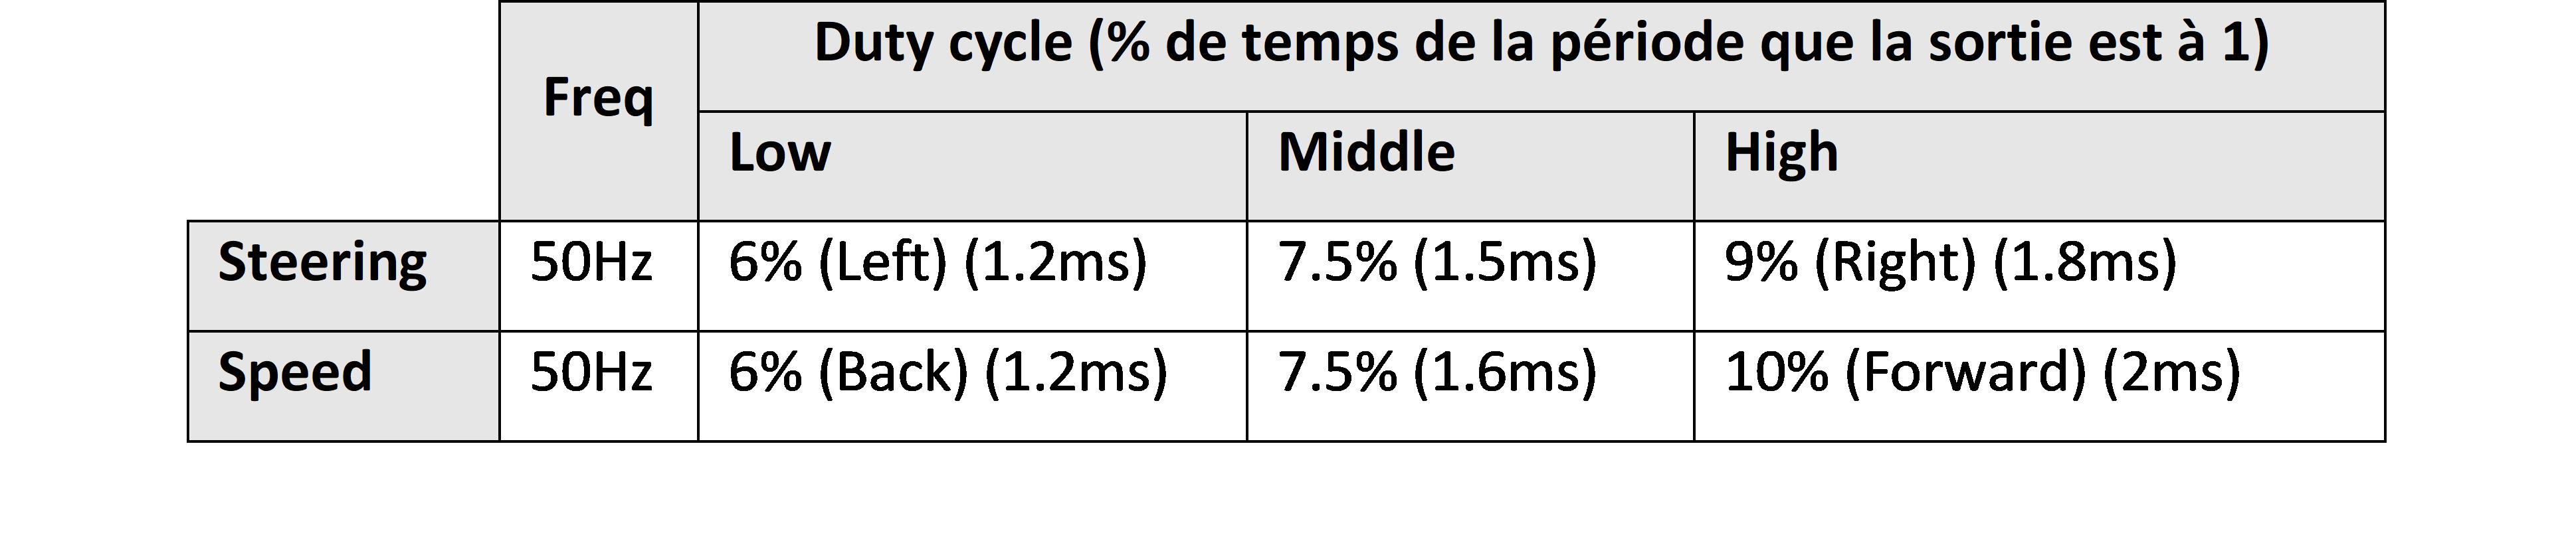 Freq Duty cycle (% de temps de la période que la sortie est à 1)
Low Middle High
Steering 50Hz 6% (Left) (1.2ms) 7.5% (1.5ms) 9% (Right) (1.8ms)
Speed 50Hz 6% (Back) (1.2ms) 7.5% (1.6ms) 10% (Forward) (2ms)